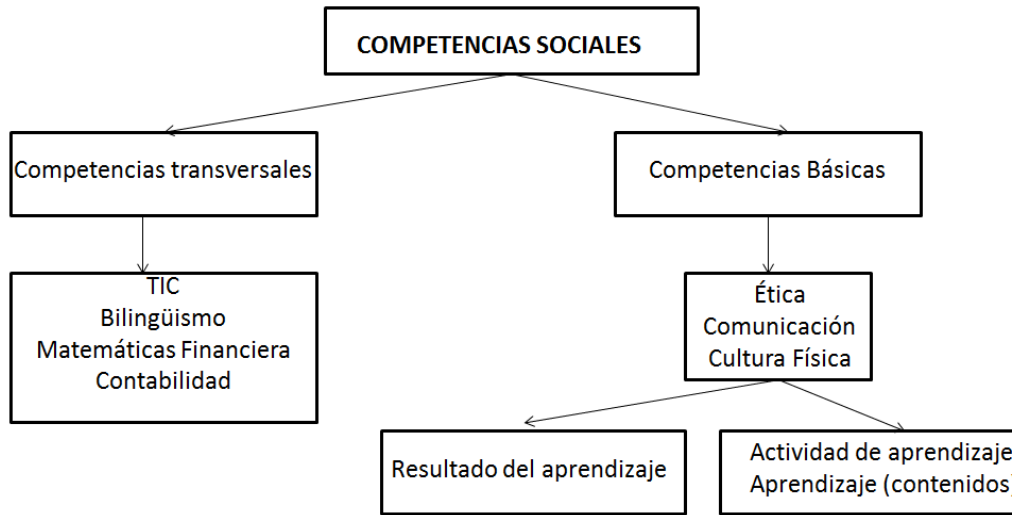 COMPETENCIAS SOCIALES
Competencias transversales
Competencias Básicas
TIC
Bilingüismo
Matemáticas Financiera
Contabilidad
Ética
Comunicación
Cultura Física
Resultado del aprendizaje
Actividad de aprendizaje
Aprendizaje (contenidos)